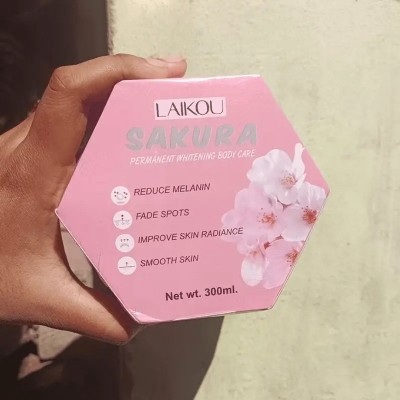 LAIKOU
SAKURA
PERMANENT WHITENING BODY CARE
REDUCE MELANIN
FADE SPOTS
IMPROVE SKIN RADIANCE
SMOOTH SKIN
Net wt. 300ml.